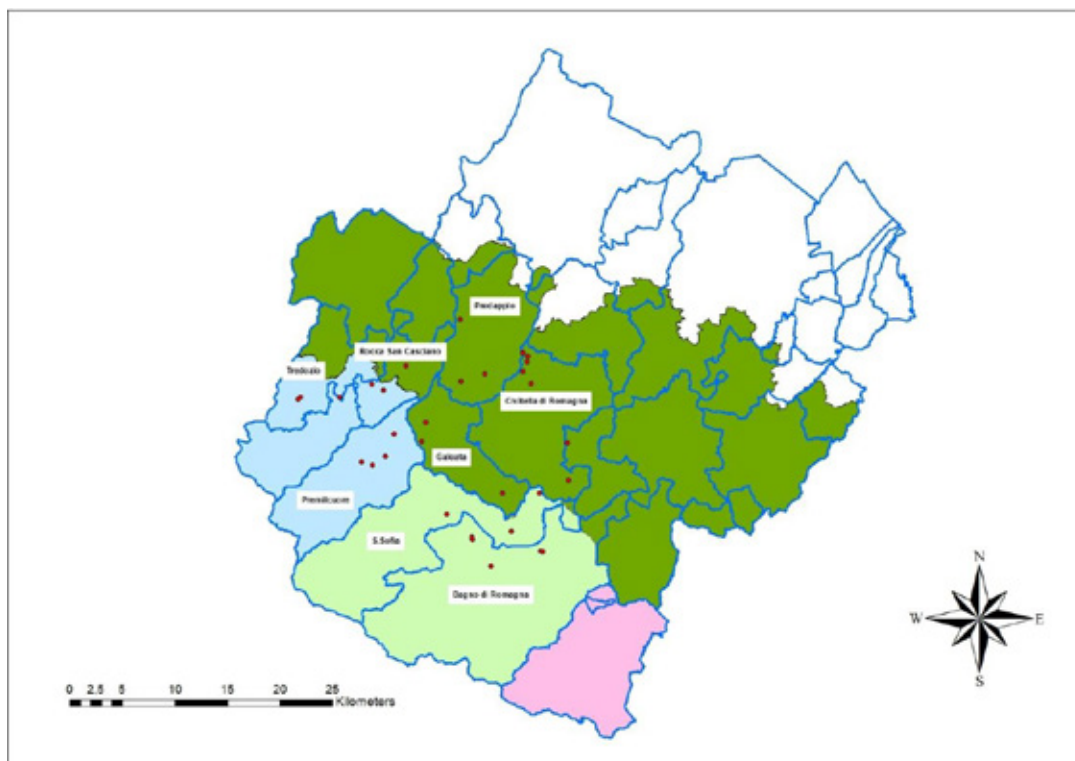 Predappio
Rocca San Casciano
Tredozio
Civitella di Romagna
Galeata
Premilcuore
S.Sofia
Bagno di Romagna
N
W E
S
0 2.5 5 10 15 20 25
Kilometers